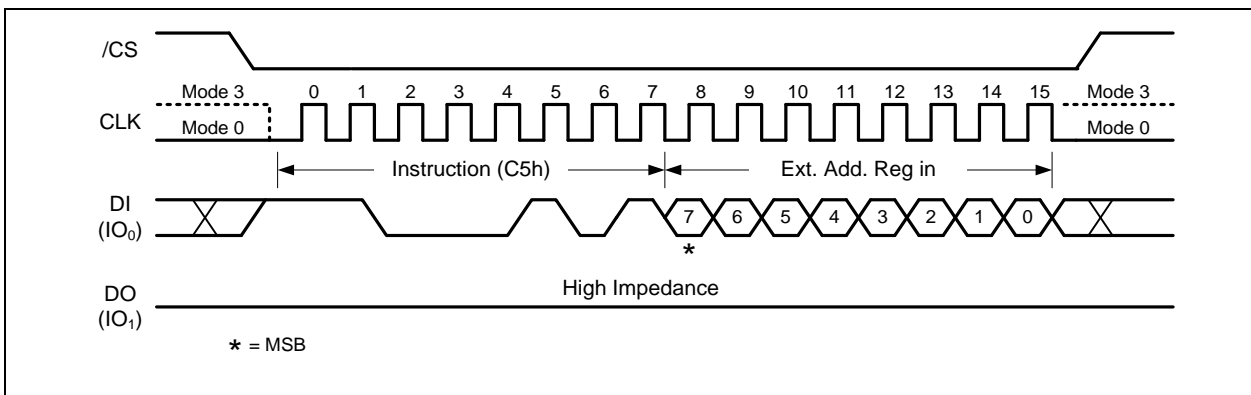 /CS
Mode 3 0 1 2 3 4 5 6 7 8 9 10 11 12 13 14 15 Mode 3
CLK
Mode 0 Mode 0
Instruction (C5h) Ext. Add. Reg in
DI
(IO₀)
7 6 5 4 3 2 1 0
*
High Impedance
DO
(IO₁)
* = MSB